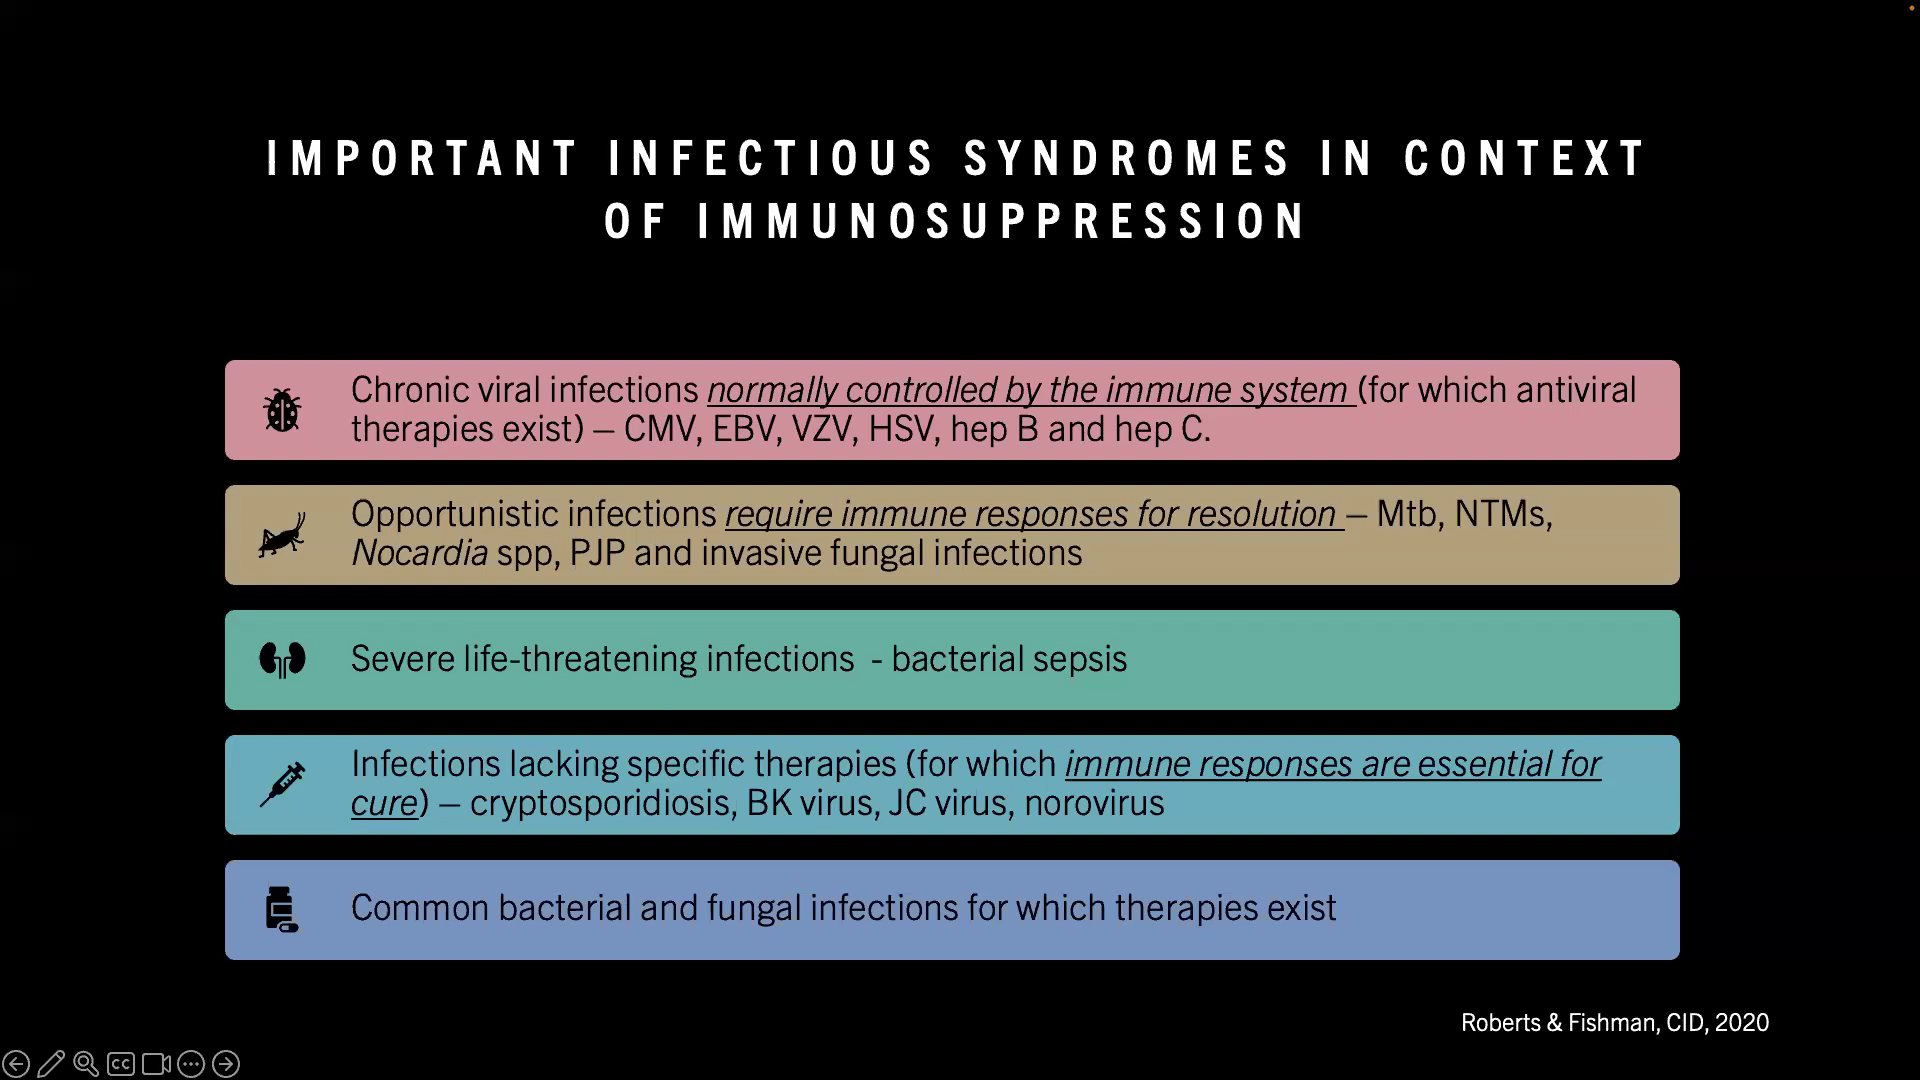 IMPORTANT INFECTIOUS SYNDROMES IN CONTEXT
OF IMMUNOSUPPRESSION
Chronic viral infections normally controlled by the immune system (for which antiviral
therapies exist) – CMV, EBV, VZV, HSV, hep B and hep C.
Opportunistic infections require immune responses for resolution – Mtb, NTMs,
Nocardia spp, PJP and invasive fungal infections
Severe life-threatening infections - bacterial sepsis
Infections lacking specific therapies (for which immune responses are essential for
cure) – cryptosporidiosis, BK virus, JC virus, norovirus
Common bacterial and fungal infections for which therapies exist
Roberts & Fishman, CID, 2020
CC